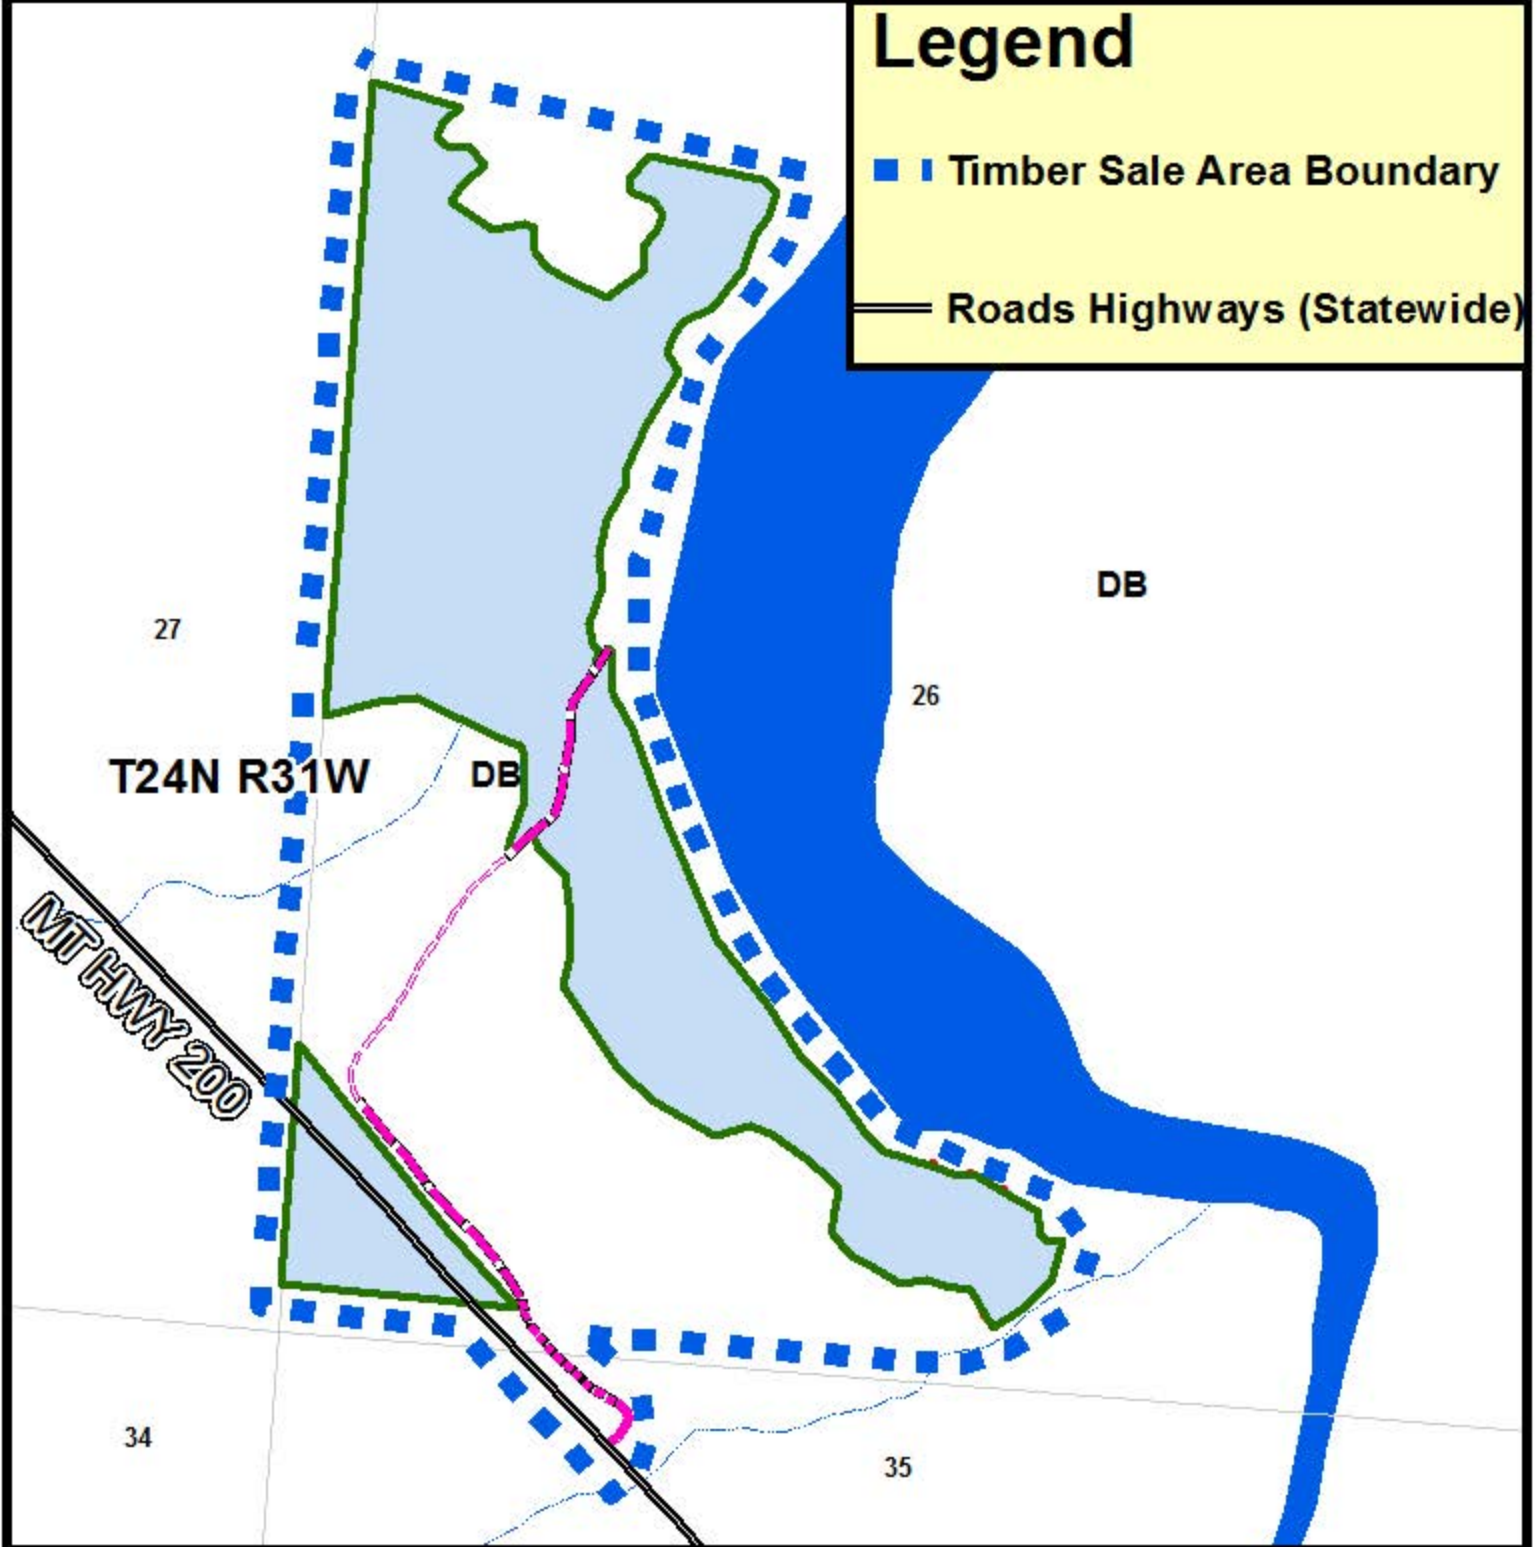 Legend
Timber Sale Area Boundary
Roads Highways (Statewide)
DB
27
26
T24N R31W
DB
MT HWY 200
34
35